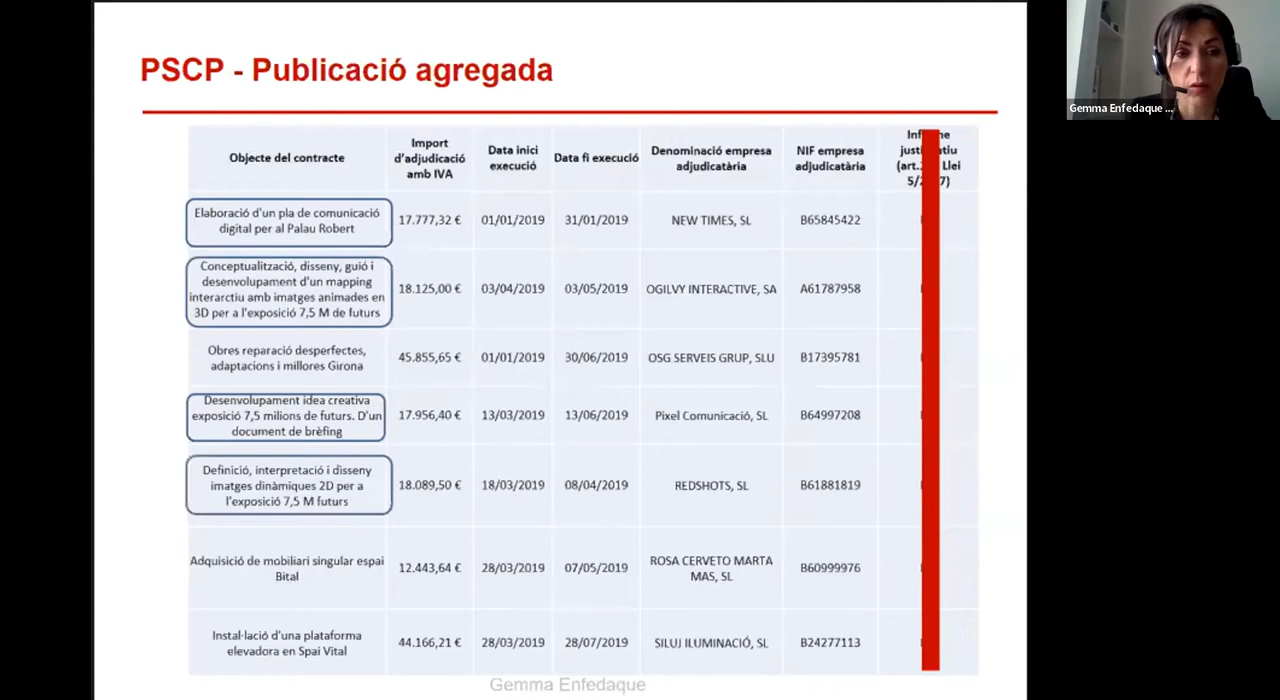 PSCP - Publicació agregada
Gemma Enfedaque ...
Objecte del contracte
Import
d'adjudicació
amb IVA
Data inici
execució
Data fi execució
Denominació empresa
adjudicatària
NIF empresa
adjudicatària
Llei
Elaboració d'un pla de comunicació
digital per al Palau Robert
17.777,32 €
01/01/2019
31/01/2019
NEW TIMES, SL
B65845422
Conceptualització, disseny, guió i
desenvolupament d'un mapping
interarctiu amb imatges animades en
3D per a l'exposició 7,5 M de futurs
18.125,00 €
03/04/2019
03/05/2019
OGILVY INTERACTIVE, SA
A61787958
Obres reparació desperfectes,
adaptacions i millores Girona
45.855,65 €
01/01/2019
30/06/2019
OSG SERVEIS GRUP, SLU
B17395781
Desenvolupament idea creativa
exposició 7,5 milions de futurs. D'un
document de brèfing
17.956,40 €
13/03/2019
13/06/2019
Pixel Comunicació, SL
B64997208
Definició, interpretació i disseny
imatges dinàmiques 2D per a
l'exposició 7,5 M futurs
18.089,50 €
18/03/2019
08/04/2019
REDSHOTS, SL
B61881819
Adquisició de mobiliari singular espai
Bital
12.443,64 €
28/03/2019
07/05/2019
ROSA CERVETO MARTA
MAS, SL
B60999976
Instal·lació d'una plataforma
elevadora en Spai Vital
44.166,21 €
28/03/2019
28/07/2019
SILUJ ILUMINACIÓ, SL
B24277113
Gemma Enfedaque